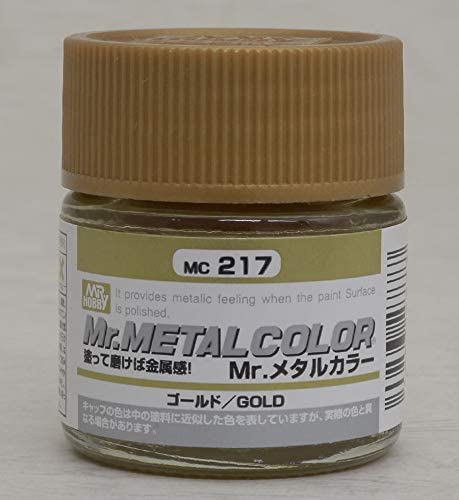 MC 217
MR
HOBBY
It provides metallic feeling when the paint Surface
is polished.
Mr.METAL COLOR
塗って磨けば金属感!
Mr.メタルカラー
ゴールド/GOLD
キャップの色は中の塗料に近似した色を表していますが、実際の色と異
なる場合があります。